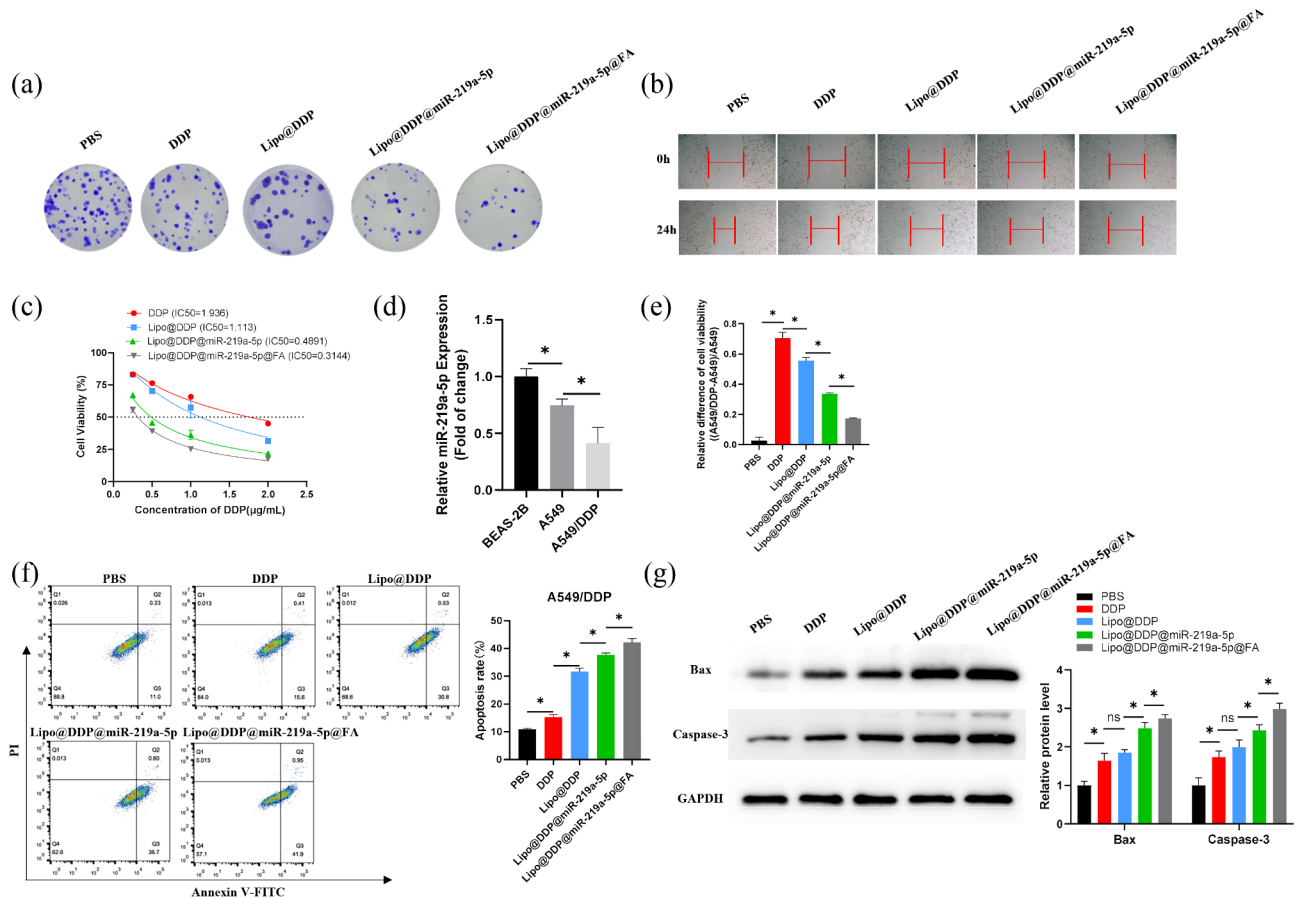 (a)
PBS
DDP
Lipo@DDP
Lipo@DDP@miR-219a-5p
Lipo@DDP@miR-219a-5p@FA
(b)
PBS
DDP
Lipo@DDP
Lipo@DDP@miR-219a-5p
Lipo@DDP@miR-219a-5p@FA
0h
24h
(c)
DDP (IC50=1.936)
Lipo@DDP (IC50=1.113)
Lipo@DDP@miR-219a-5p (IC50=0.4891)
Lipo@DDP@miR-219a-5p@FA (IC50=0.3144)
Cell Viability (%)
100
75
50
25
0
0.0 0.5 1.0 1.5 2.0 2.5
Concentration of DDP(μg/mL)
(d)
Relative miR-219a-5p Expression
(Fold of change)
1.5
1.0
0.5
0.0
* *
BEAS-2B
A549
A549/DDP
(e)
Relative difference of cell viabibility
((A549/DDP-A549)/A549)
0.8
0.6
0.4
0.2
0.0
* * * *
PBS
DDP
Lipo@DDP
Lipo@DDP@miR-219a-5p
Lipo@DDP@miR-219a-5p@FA
(f)
PBS
Q1 0.026
Q2 0.23
Q4 88.8
Q3 11.0
DDP
Q1 0.013
Q2 0.41
Q4 84.0
Q3 15.6
Lipo@DDP
Q1 0.012
Q2 0.53
Q4 68.6
Q3 30.8
Lipo@DDP@miR-219a-5p
Q1 0.013
Q2 0.60
Q4 62.6
Q3 36.7
Lipo@DDP@miR-219a-5p@FA
Q1 0.013
Q2 0.95
Q4 57.1
Q3 41.9
PI
Annexin V-FITC
A549/DDP
Apoptosis rate(%)
50
40
30
20
10
0
* * * *
PBS
DDP
Lipo@DDP
Lipo@DDP@miR-219a-5p
Lipo@DDP@miR-219a-5p@FA
(g)
PBS
DDP
Lipo@DDP
Lipo@DDP@miR-219a-5p
Lipo@DDP@miR-219a-5p@FA
Bax
Caspase-3
GAPDH
PBS
DDP
Lipo@DDP
Lipo@DDP@miR-219a-5p
Lipo@DDP@miR-219a-5p@FA
Relative protein level
4
3
2
1
0
* ns * *
* ns * *
Bax
Caspase-3